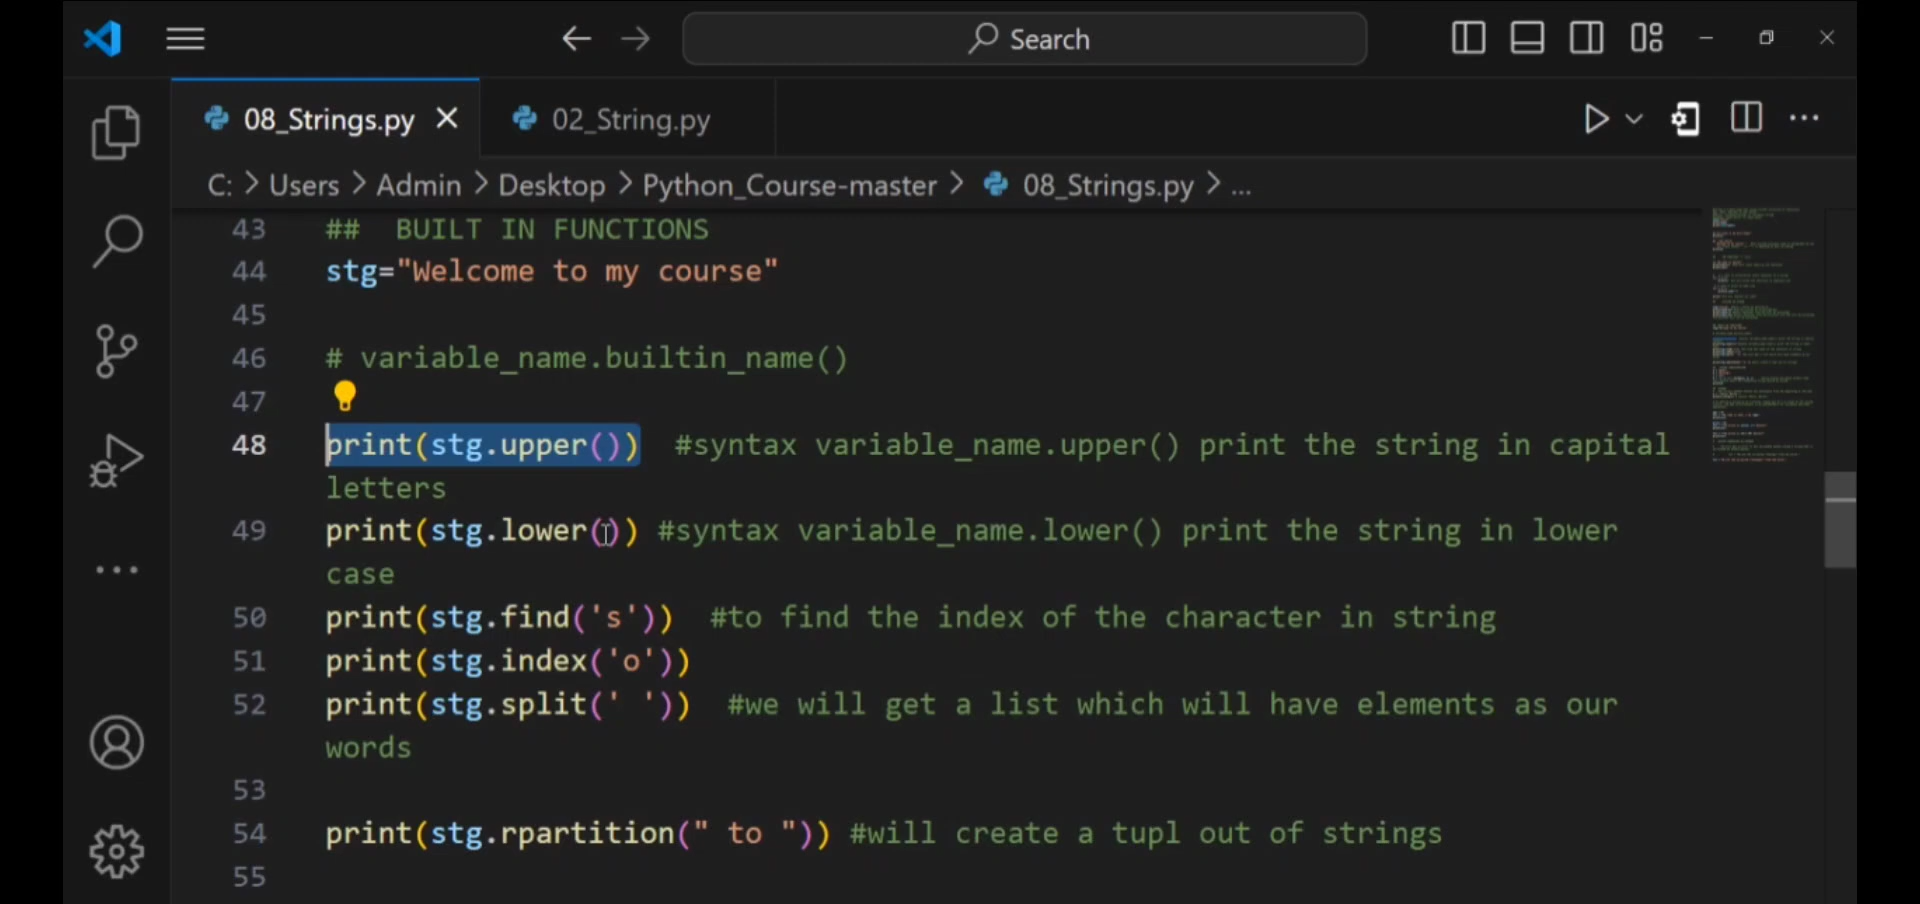 Search
08_Strings.py
02_String.py
C: > Users > Admin > Desktop > Python_Course-master > 08_Strings.py > ...
43 ## BUILT IN FUNCTIONS
44 stg="Welcome to my course"
45
46 # variable_name.builtin_name()
47
48 print(stg.upper()) #syntax variable_name.upper() print the string in capital
letters
49 print(stg.lower()) #syntax variable_name.lower() print the string in lower
case
50 print(stg.find('s')) #to find the index of the character in string
51 print(stg.index('o'))
52 print(stg.split(' ')) #we will get a list which will have elements as our
words
53
54 print(stg.rpartition(" to ")) #will create a tupl out of strings
55